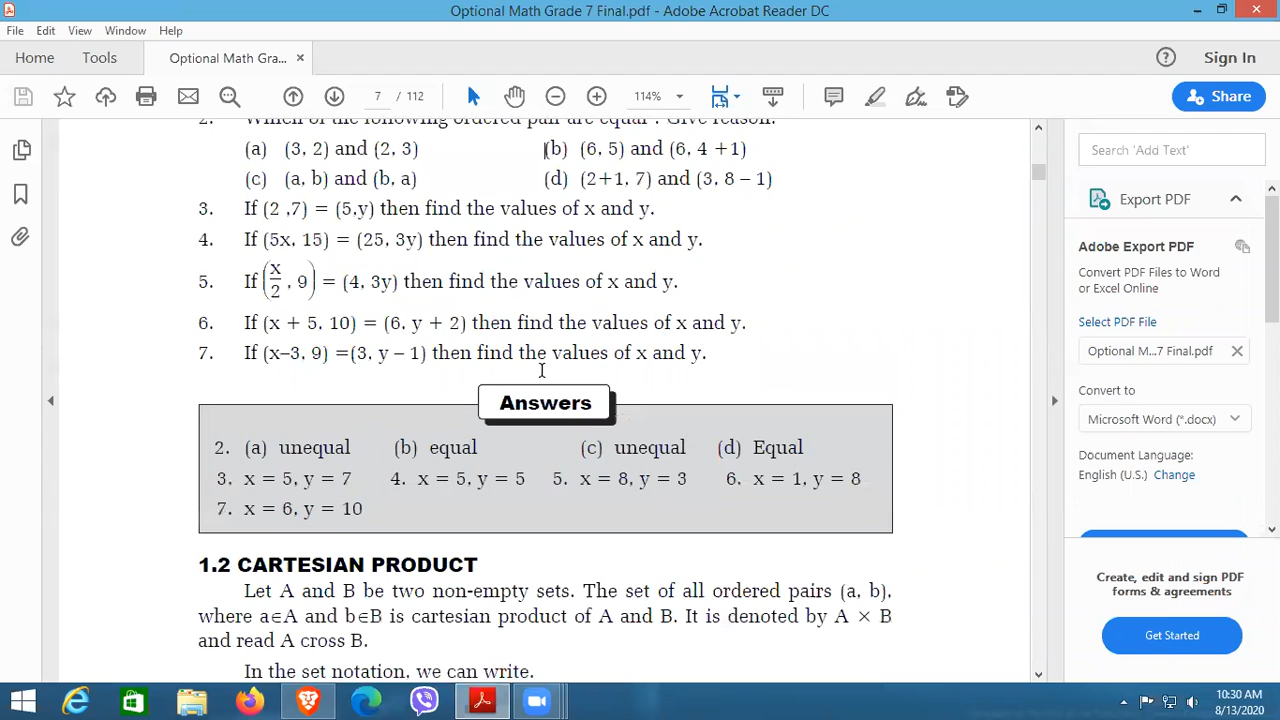 Optional Math Grade 7 Final.pdf - Adobe Acrobat Reader DC
File Edit View Window Help
Home Tools Optional Math Gra... × Sign In
7 / 112 114% Share
2. Which of the following ordered pair are equal ? Give reason.
(a) (3, 2) and (2, 3) (b) (6, 5) and (6, 4 +1)
(c) (a, b) and (b, a) (d) (2+1, 7) and (3, 8 – 1)
3. If (2 ,7) = (5,y) then find the values of x and y.
4. If (5x, 15) = (25, 3y) then find the values of x and y.
5. If (x/2 , 9) = (4, 3y) then find the values of x and y.
6. If (x + 5, 10) = (6, y + 2) then find the values of x and y.
7. If (x–3, 9) =(3, y – 1) then find the values of x and y.
Answers
2. (a) unequal (b) equal (c) unequal (d) Equal
3. x = 5, y = 7 4. x = 5, y = 5 5. x = 8, y = 3 6. x = 1, y = 8
7. x = 6, y = 10
1.2 CARTESIAN PRODUCT
Let A and B be two non-empty sets. The set of all ordered pairs (a, b),
where a∈A and b∈B is cartesian product of A and B. It is denoted by A × B
and read A cross B.
In the set notation, we can write.
Search 'Add Text'
Export PDF
Adobe Export PDF
Convert PDF Files to Word
or Excel Online
Select PDF File
Optional M...7 Final.pdf ×
Convert to
Microsoft Word (*.docx)
Document Language:
English (U.S.) Change
Create, edit and sign PDF
forms & agreements
Get Started
10:30 AM
8/13/2020